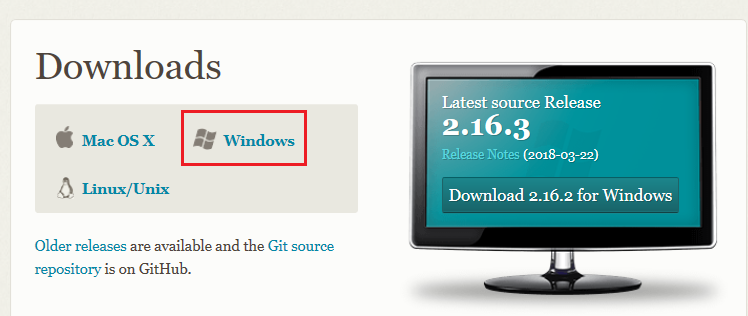 Downloads
Mac OS X
Windows
Linux/Unix
Older releases are available and the Git source
repository is on GitHub.
Latest source Release
2.16.3
Release Notes (2018-03-22)
Download 2.16.2 for Windows